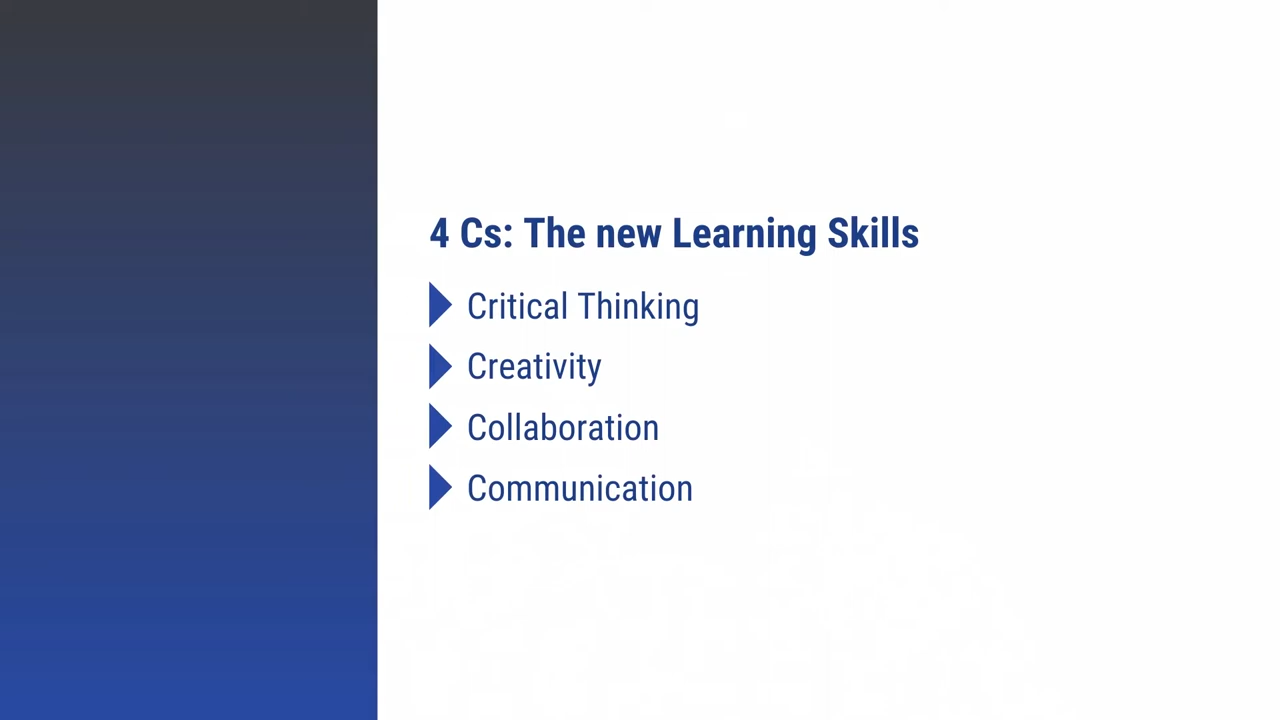 4 Cs: The new Learning Skills
Critical Thinking
Creativity
Collaboration
Communication